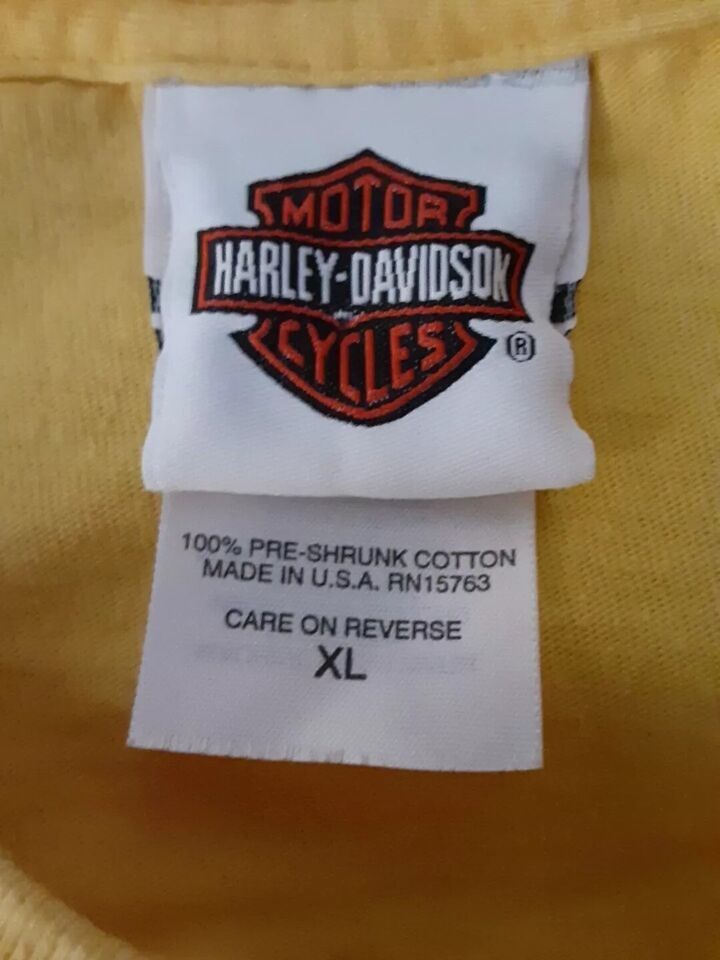 MOTOR
HARLEY-DAVIDSON
CYCLES
®
100% PRE-SHRUNK COTTON
MADE IN U.S.A. RN15763
CARE ON REVERSE
XL